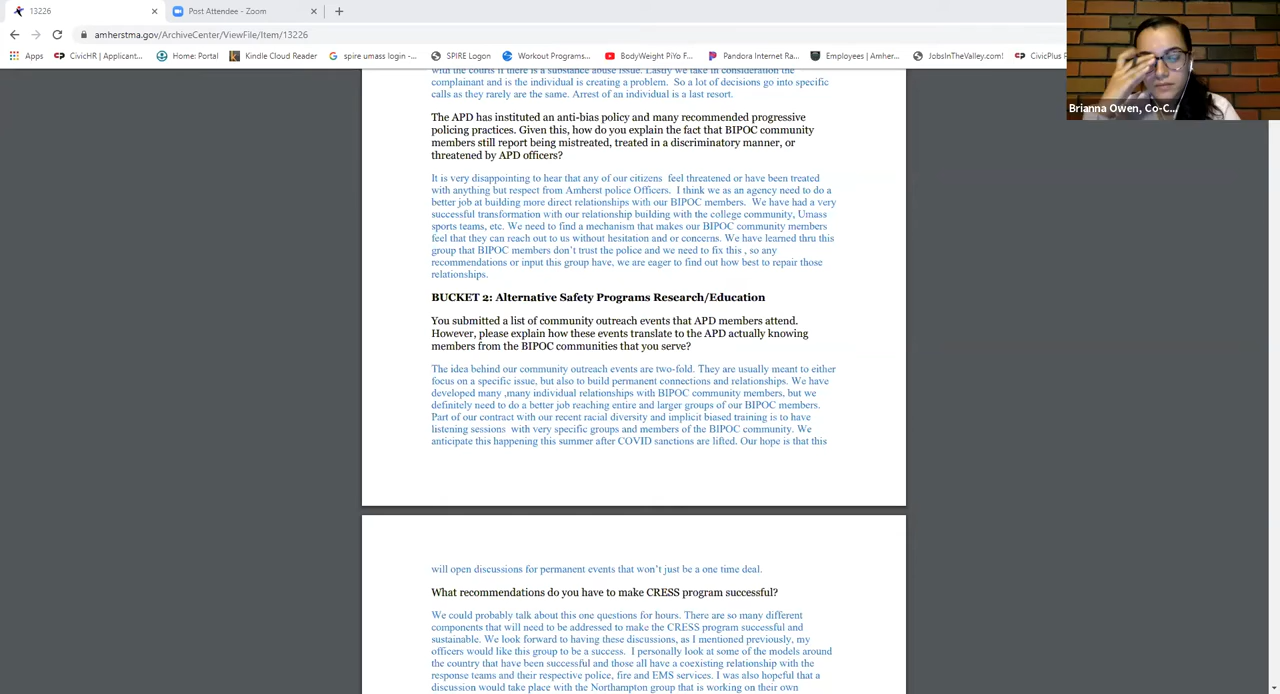 13226
Post Attendee - Zoom
amherstma.gov/ArchiveCenter/ViewFile/Item/13226
Apps
CivicHR | Applicant...
Home: Portal
Kindle Cloud Reader
spire umass login -...
SPIRE Logon
Workout Programs...
BodyWeight PiYo F...
Pandora Internet Ra...
Employees | Amher...
JobsInTheValley.com!
CivicPlus P
Brianna Owen, Co-C...
with the courts if there is a substance abuse issue. Lastly we take in consideration the
complainant and is the individual is creating a problem.  So a lot of decisions go into specific
calls as they rarely are the same. Arrest of an individual is a last resort.
The APD has instituted an anti-bias policy and many recommended progressive
policing practices. Given this, how do you explain the fact that BIPOC community
members still report being mistreated, treated in a discriminatory manner, or
threatened by APD officers?
It is very disappointing to hear that any of our citizens  feel threatened or have been treated
with anything but respect from Amherst police Officers.  I think we as an agency need to do a
better job at building more direct relationships with our BIPOC members.  We have had a very
successful transformation with our relationship building with the college community, Umass
sports teams, etc. We need to find a mechanism that makes our BIPOC community members
feel that they can reach out to us without hesitation and or concerns. We have learned thru this
group that BIPOC members don't trust the police and we need to fix this , so any
recommendations or input this group have, we are eager to find out how best to repair those
relationships.
BUCKET 2: Alternative Safety Programs Research/Education
You submitted a list of community outreach events that APD members attend.
However, please explain how these events translate to the APD actually knowing
members from the BIPOC communities that you serve?
The idea behind our community outreach events are two-fold. They are usually meant to either
focus on a specific issue, but also to build permanent connections and relationships. We have
developed many ,many individual relationships with BIPOC community members, but we
definitely need to do a better job reaching entire and larger groups of our BIPOC members.
Part of our contract with our recent racial diversity and implicit biased training is to have
listening sessions  with very specific groups and members of the BIPOC community. We
anticipate this happening this summer after COVID sanctions are lifted. Our hope is that this
will open discussions for permanent events that won't just be a one time deal.
What recommendations do you have to make CRESS program successful?
We could probably talk about this one questions for hours. There are so many different
components that will need to be addressed to make the CRESS program successful and
sustainable. We look forward to having these discussions, as I mentioned previously, my
officers would like this group to be a success.  I personally look at some of the models around
the country that have been successful and those all have a coexisting relationship with the
response teams and their respective police, fire and EMS services. I was also hopeful that a
discussion would take place with the Northampton group that is working on their own